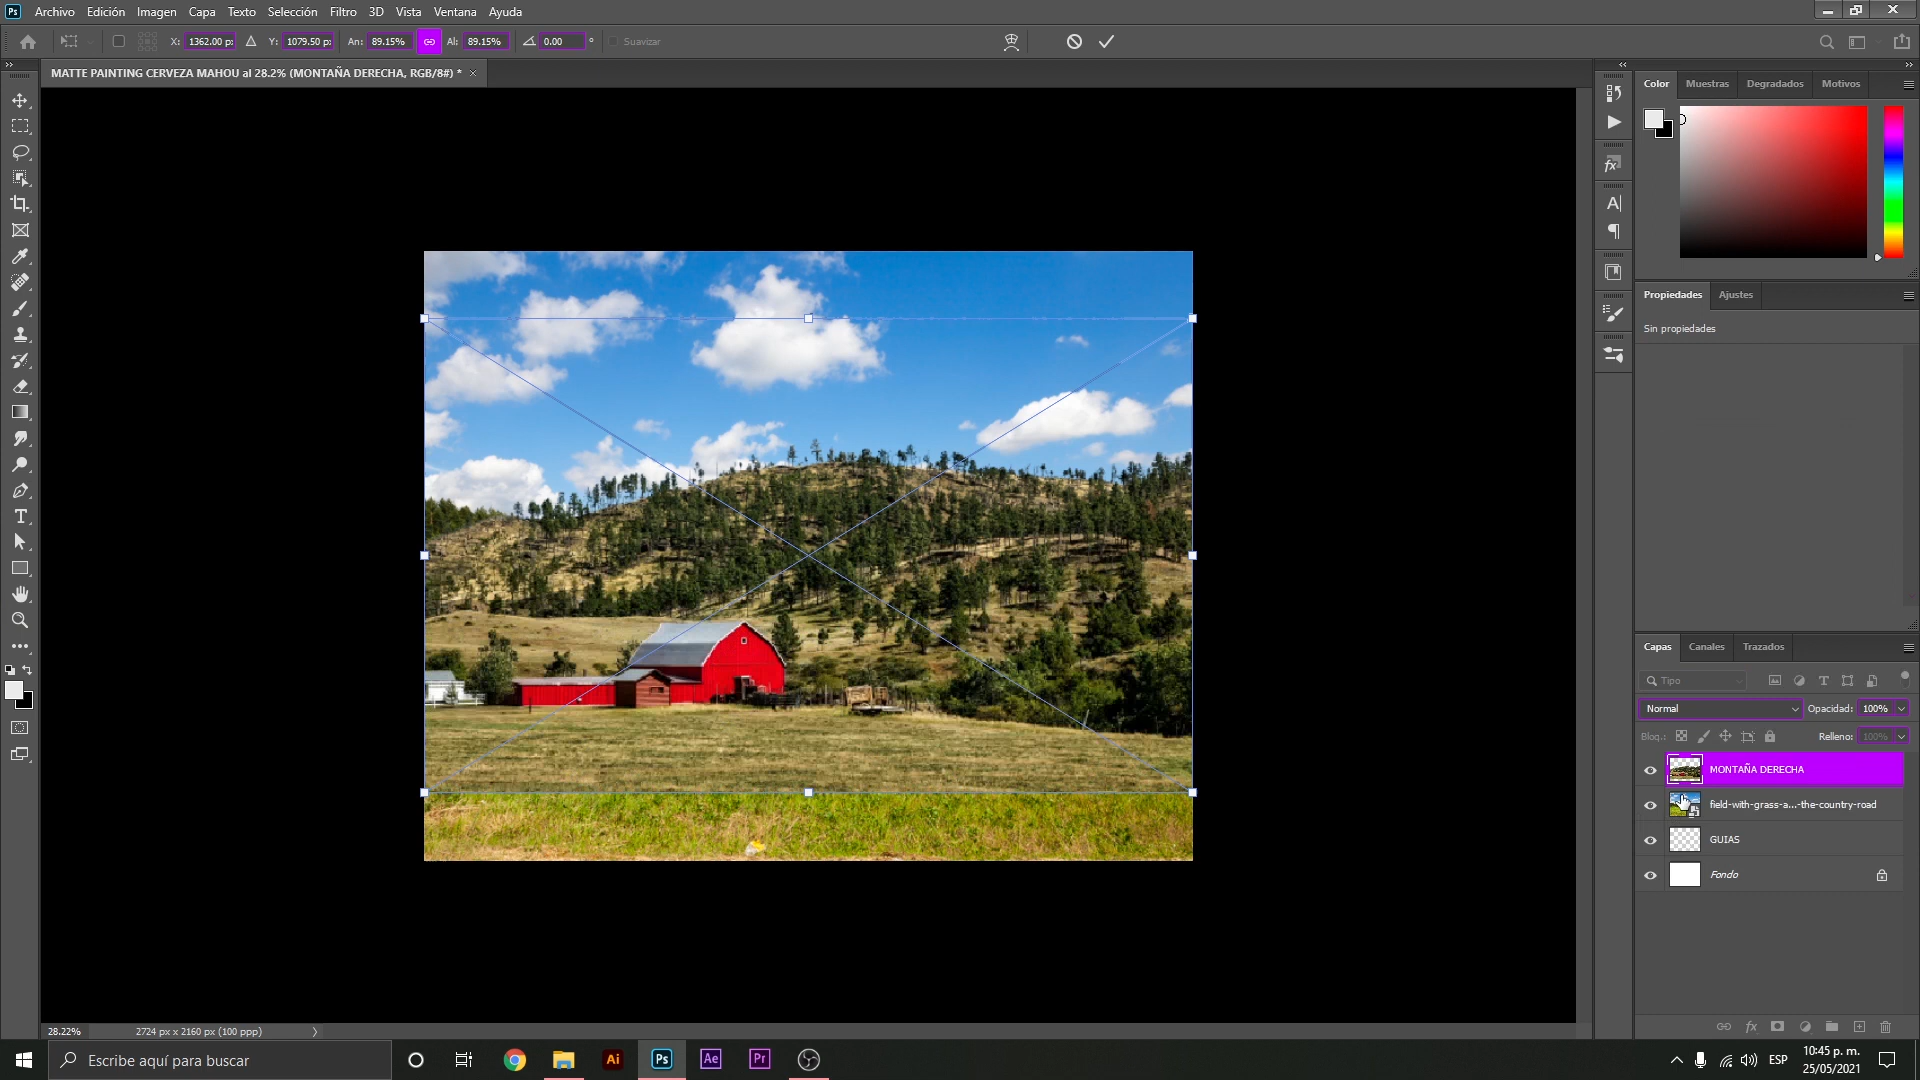 Ps Archivo Edición Imagen Capa Texto Selección Filtro 3D Vista Ventana Ayuda
X: 1362.00 p Y: 1079.50 p An: 89.15% Al: 89.15% 0.00 ° Suavizar
MATTE PAINTING CERVEZA MAHOU al 28.2% (MONTAÑA DERECHA, RGB/8#) * ×
Color Muestras Degradados Motivos
Propiedades Ajustes
Sin propiedades
Capas Canales Trazados
Tipo
Normal Opacidad: 100%
Bloq.: Relleno: 100%
MONTAÑA DERECHA
field-with-grass-a...-the-country-road
GUIAS
Fondo
28.22% 2724 px x 2160 px (100 ppp)
Escribe aquí para buscar
Ai Ps Ae Pr
ESP
10:45 p. m.
25/05/2021